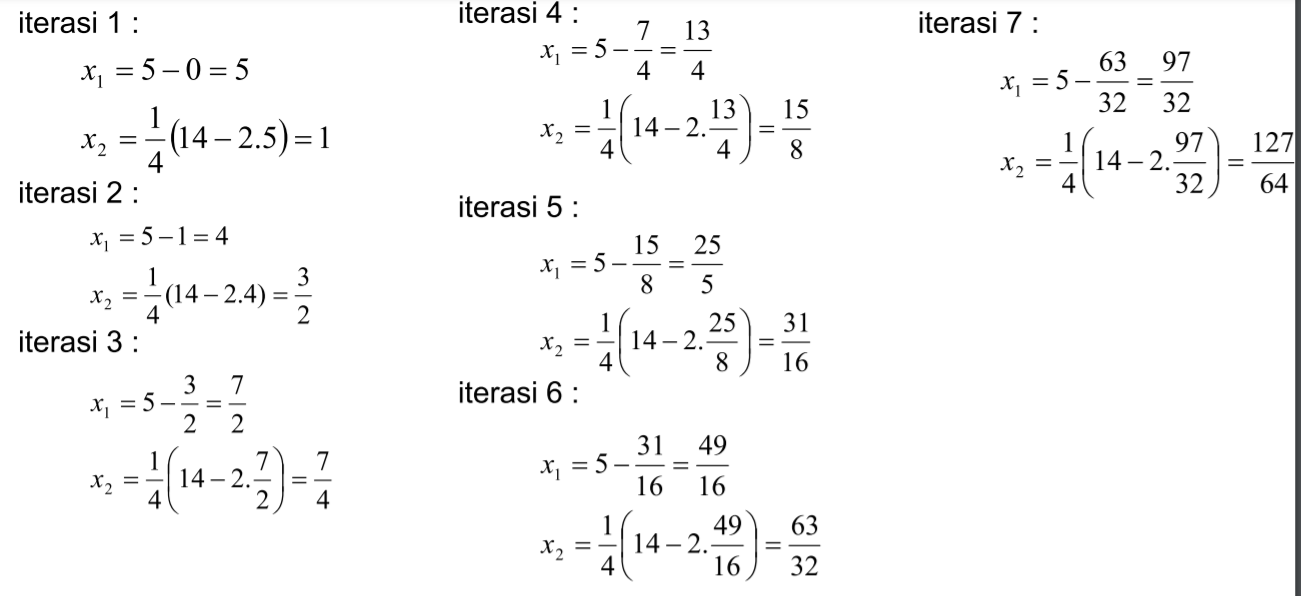 iterasi 1 :
x₁ = 5 − 0 = 5
x₂ = 1/4 (14 − 2.5) = 1
iterasi 2 :
x₁ = 5 − 1 = 4
x₂ = 1/4 (14 − 2.4) = 3/2
iterasi 3 :
x₁ = 5 − 3/2 = 7/2
x₂ = 1/4 (14 − 2.7/2) = 7/4
iterasi 4 :
x₁ = 5 − 7/4 = 13/4
x₂ = 1/4 (14 − 2.13/4) = 15/8
iterasi 5 :
x₁ = 5 − 15/8 = 25/5
x₂ = 1/4 (14 − 2.25/8) = 31/16
iterasi 6 :
x₁ = 5 − 31/16 = 49/16
x₂ = 1/4 (14 − 2.49/16) = 63/32
iterasi 7 :
x₁ = 5 − 63/32 = 97/32
x₂ = 1/4 (14 − 2.97/32) = 127/64